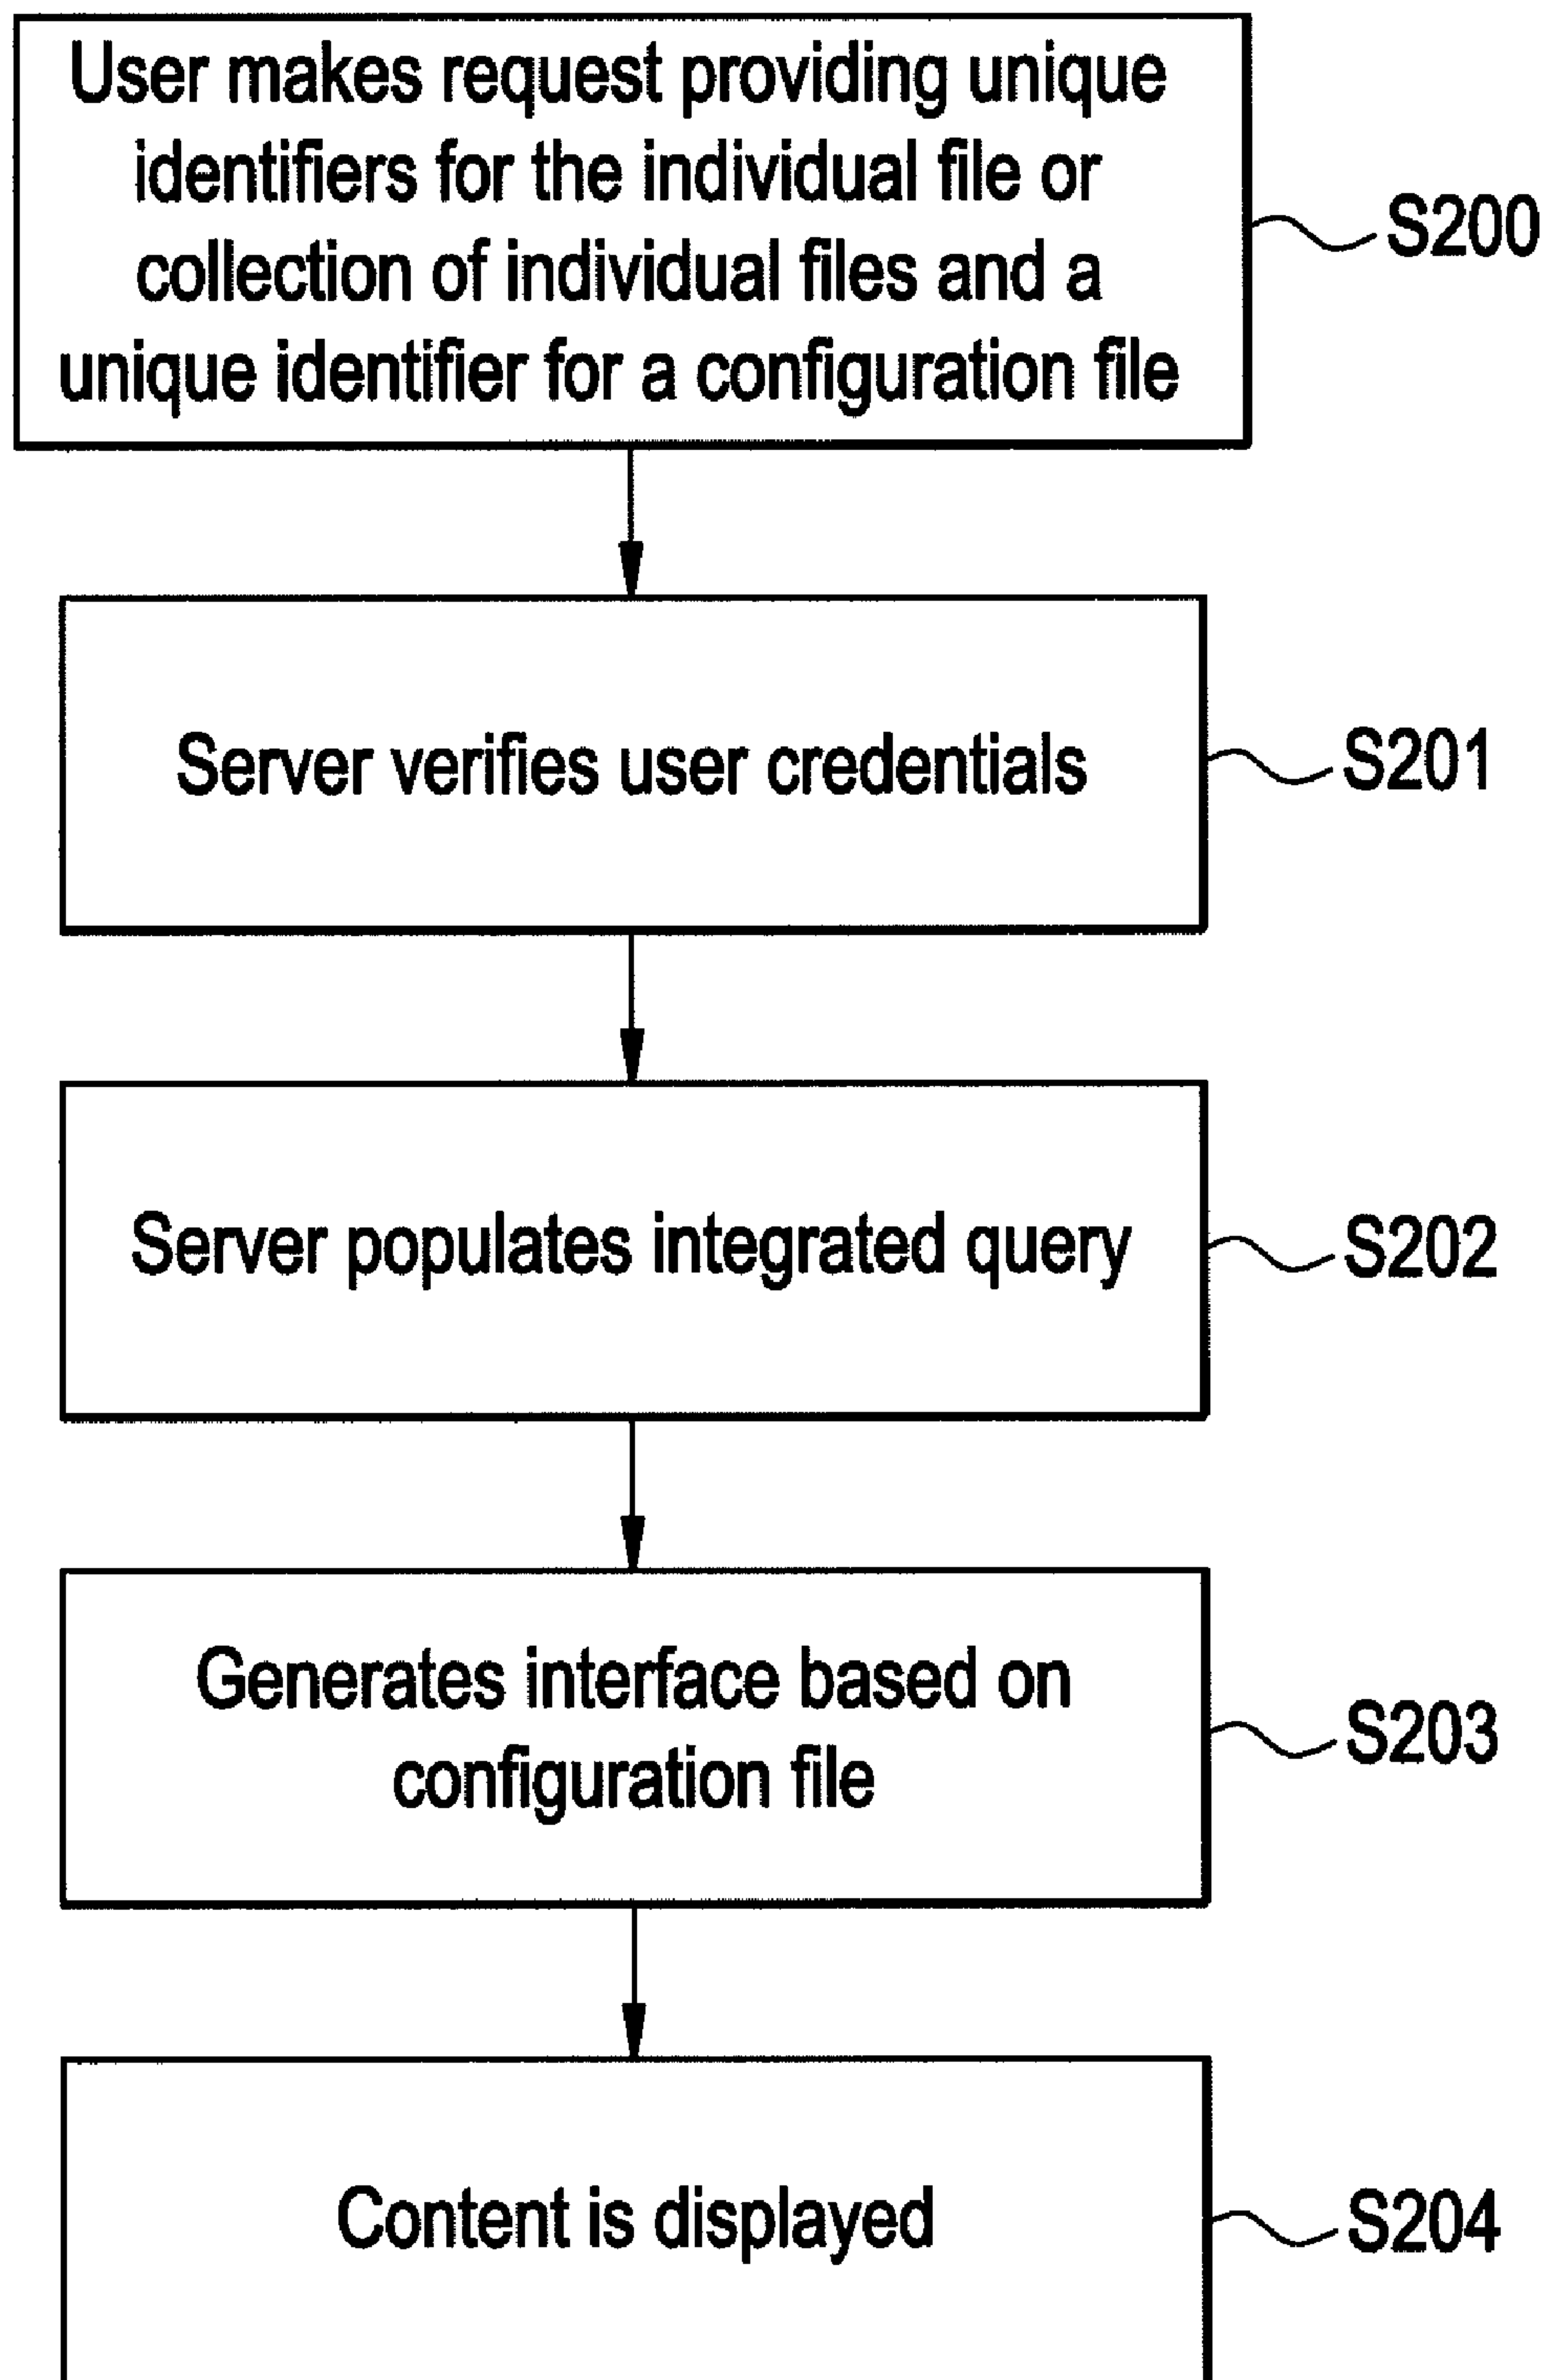 User makes request providing unique
identifiers for the individual file or
collection of individual files and a
unique identifier for a configuration file
S200
Server verifies user credentials
S201
Server populates integrated query
S202
Generates interface based on
configuration file
S203
Content is displayed
S204